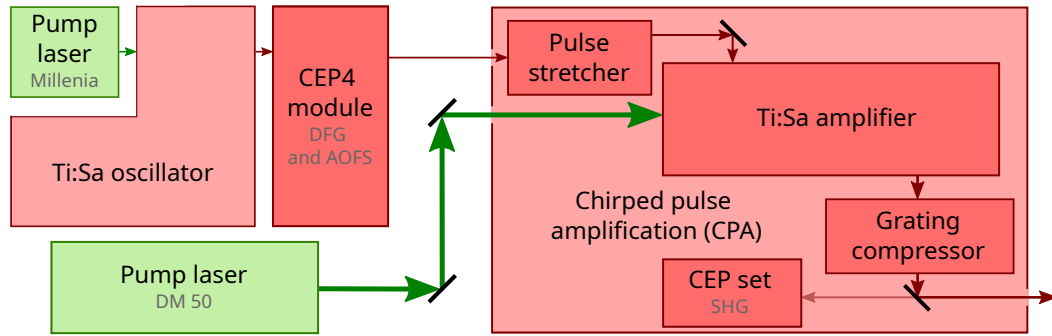 Pump
laser
Millenia
Ti:Sa oscillator
CEP4
module
DFG
and AOFS
Pump laser
DM 50
Pulse
stretcher
Ti:Sa amplifier
Chirped pulse
amplification (CPA)
Grating
compressor
CEP set
SHG